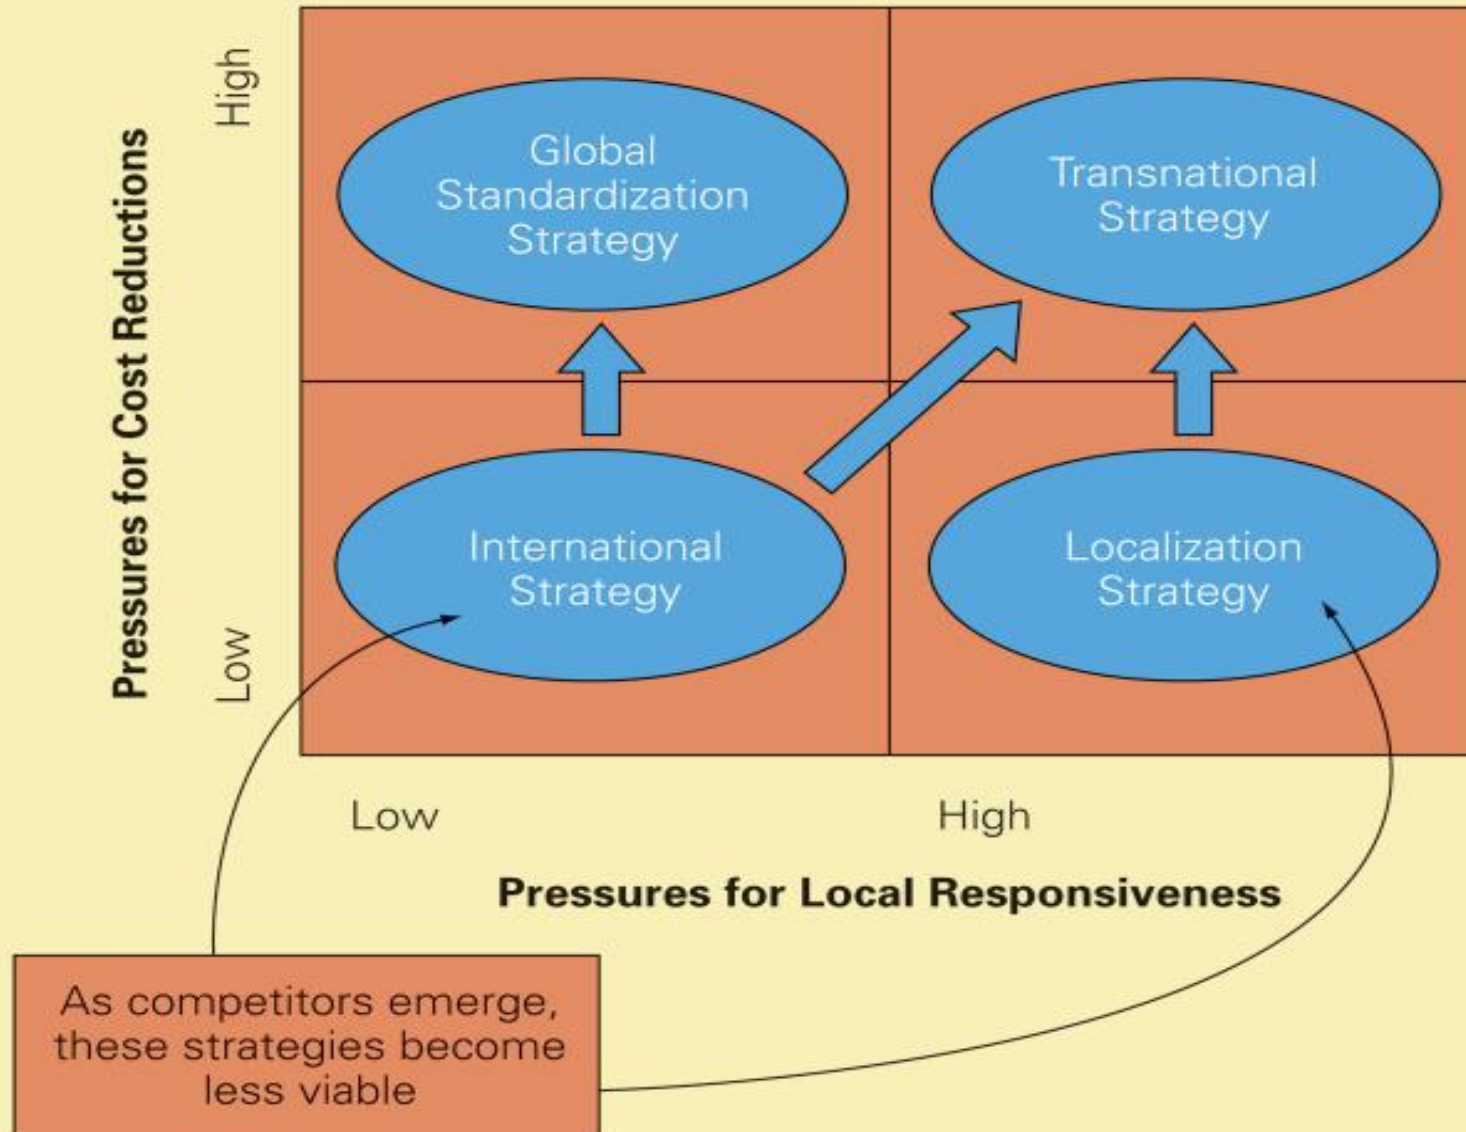 Pressures for Cost Reductions
High
Low
Global
Standardization
Strategy
Transnational
Strategy
International
Strategy
Localization
Strategy
Low
High
Pressures for Local Responsiveness
As competitors emerge,
these strategies become
less viable